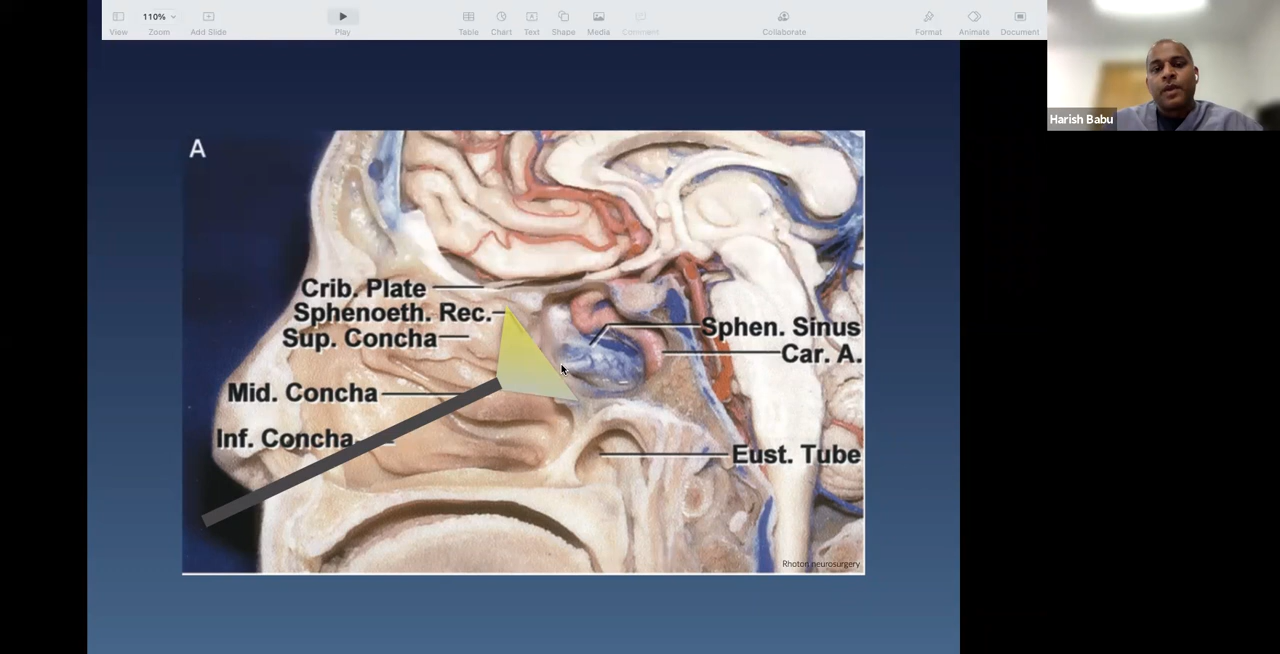 110%
View
Zoom
Add Slide
Play
Table
Chart
Text
Shape
Media
Comment
Collaborate
Format
Animate
Document
Harish Babu
A
Crib. Plate
Sphenoeth. Rec.
Sup. Concha
Mid. Concha
Inf. Concha
Sphen. Sinus
Car. A.
Eust. Tube
Rhoton neurosurgery